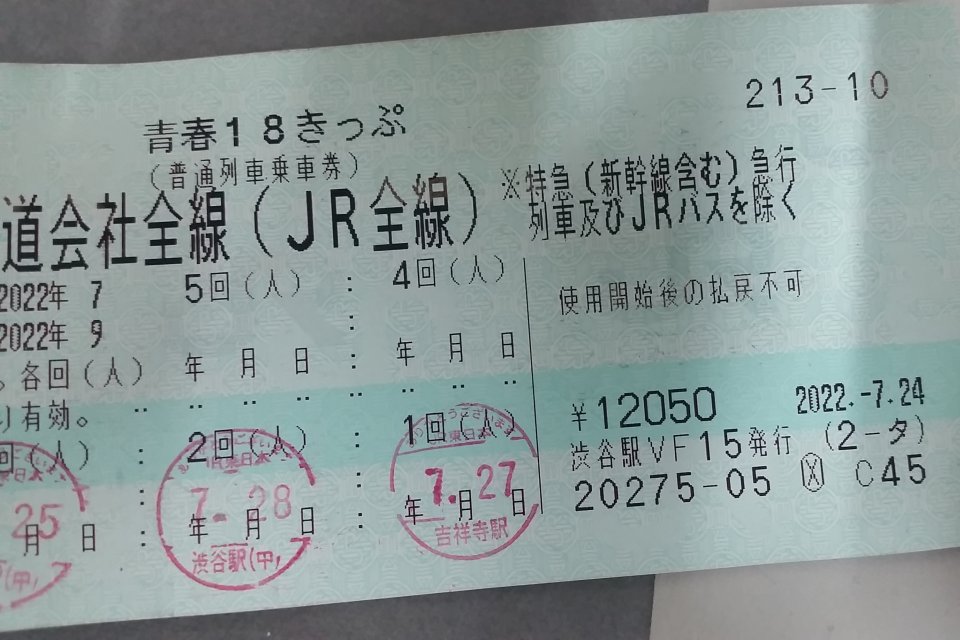 213-10
青春18きっぷ
(普通列車乗車券)
道会社全線(JR全線) ※特急(新幹線含む)急行
列車及びJRバスを除く
2022年 7 5回(人) : 4回(人)
使用開始後の払戻不可
2022年 9 :
。各回(人) 年 月 日 : 年 月 日
り有効。
¥12050 2022.-7.24
回(人) : 2回(人) : 1回(人)
渋谷駅VF15発行 (2-タ)
25 7.28 7.27
月 日 : 年 月 日 : 年 月 日
20275-05 C45
渋谷駅(甲) 吉祥寺駅